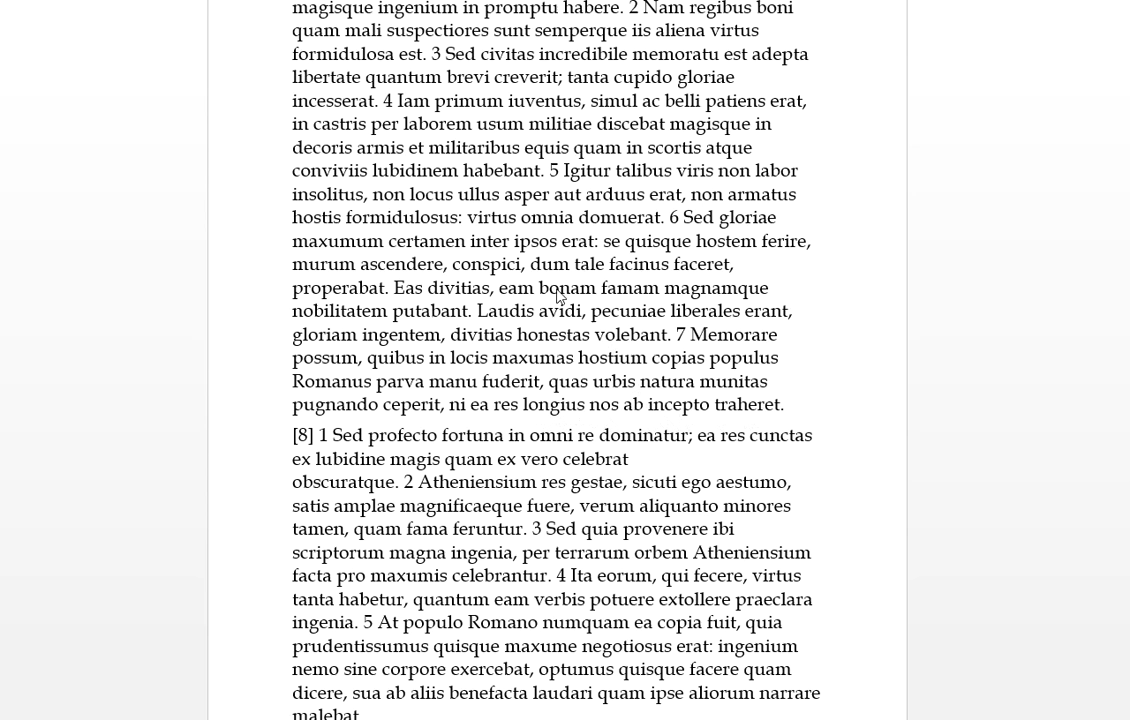 magisque ingenium in promptu habere. 2 Nam regibus boni
quam mali suspectiores sunt semperque iis aliena virtus
formidulosa est. 3 Sed civitas incredibile memoratu est adepta
libertate quantum brevi creverit; tanta cupido gloriae
incesserat. 4 Iam primum iuventus, simul ac belli patiens erat,
in castris per laborem usum militiae discebat magisque in
decoris armis et militaribus equis quam in scortis atque
conviviis lubidinem habebant. 5 Igitur talibus viris non labor
insolitus, non locus ullus asper aut arduus erat, non armatus
hostis formidulosus: virtus omnia domuerat. 6 Sed gloriae
maxumum certamen inter ipsos erat: se quisque hostem ferire,
murum ascendere, conspici, dum tale facinus faceret,
properabat. Eas divitias, eam bonam famam magnamque
nobilitatem putabant. Laudis avidi, pecuniae liberales erant,
gloriam ingentem, divitias honestas volebant. 7 Memorare
possum, quibus in locis maxumas hostium copias populus
Romanus parva manu fuderit, quas urbis natura munitas
pugnando ceperit, ni ea res longius nos ab incepto traheret.
[8] 1 Sed profecto fortuna in omni re dominatur; ea res cunctas
ex lubidine magis quam ex vero celebrat
obscuratque. 2 Atheniensium res gestae, sicuti ego aestumo,
satis amplae magnificaeque fuere, verum aliquanto minores
tamen, quam fama feruntur. 3 Sed quia provenere ibi
scriptorum magna ingenia, per terrarum orbem Atheniensium
facta pro maxumis celebrantur. 4 Ita eorum, qui fecere, virtus
tanta habetur, quantum eam verbis potuere extollere praeclara
ingenia. 5 At populo Romano numquam ea copia fuit, quia
prudentissumus quisque maxume negotiosus erat: ingenium
nemo sine corpore exercebat, optumus quisque facere quam
dicere, sua ab aliis benefacta laudari quam ipse aliorum narrare
malebat.